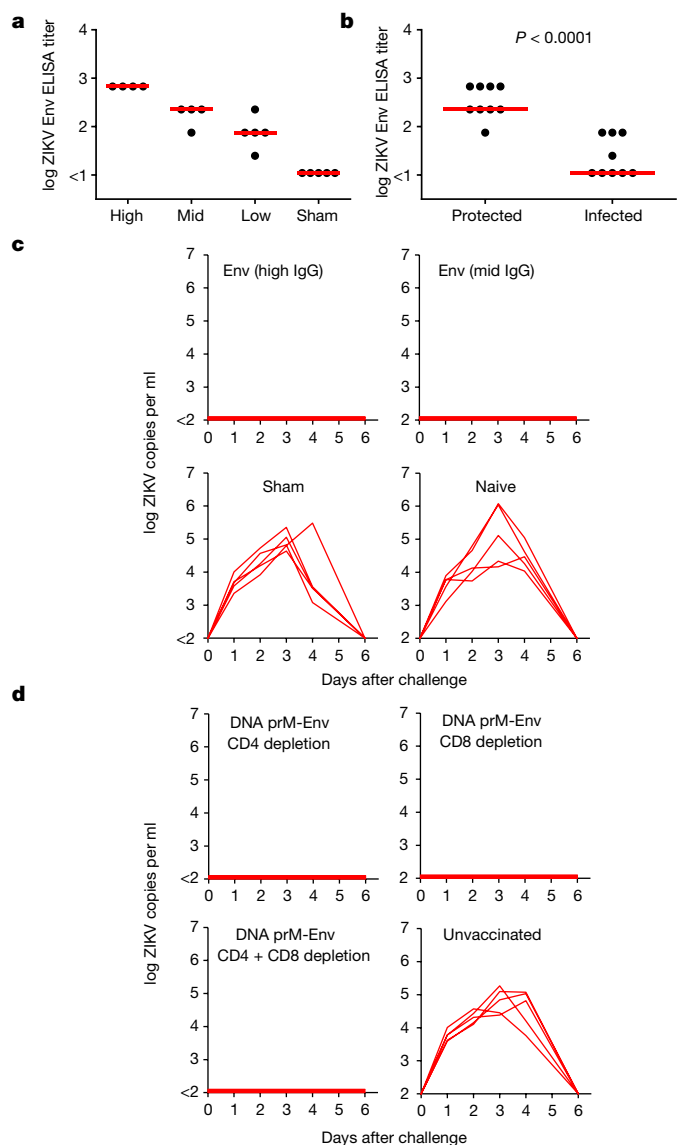 a
log ZIKV Env ELISA titer
4
3
2
<1
High Mid Low Sham
b
P < 0.0001
log ZIKV Env ELISA titer
4
3
2
<1
Protected Infected
c
log ZIKV copies per ml
7
6
5
4
3
<2
0 1 2 3 4 5 6
Env (high IgG)
7
6
5
4
3
2
0 1 2 3 4 5 6
Env (mid IgG)
7
6
5
4
3
<2
0 1 2 3 4 5 6
Sham
7
6
5
4
3
2
0 1 2 3 4 5 6
Naive
Days after challenge
d
log ZIKV copies per ml
7
6
5
4
3
<2
0 1 2 3 4 5 6
DNA prM-Env
CD4 depletion
7
6
5
4
3
2
0 1 2 3 4 5 6
DNA prM-Env
CD8 depletion
7
6
5
4
3
<2
0 1 2 3 4 5 6
DNA prM-Env
CD4 + CD8 depletion
7
6
5
4
3
2
0 1 2 3 4 5 6
Unvaccinated
Days after challenge